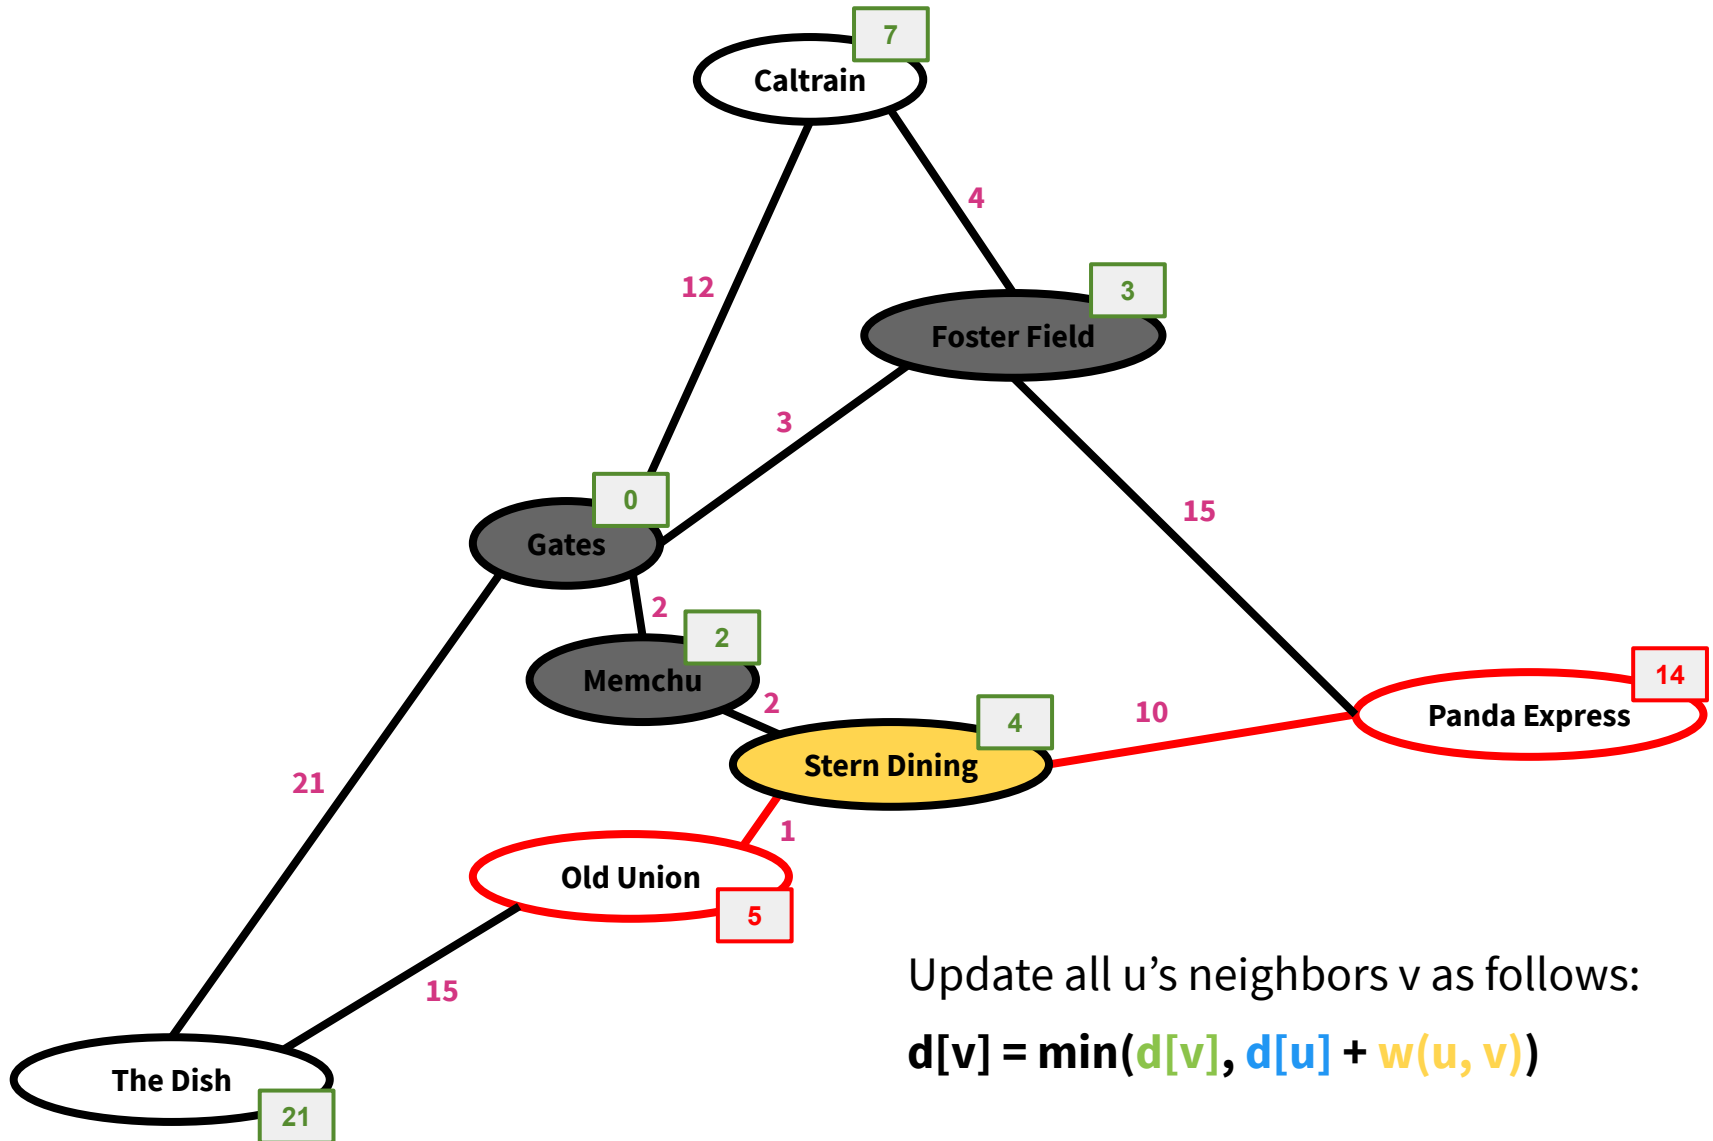 7
Caltrain
4
12
3
Foster Field
3
0
Gates
15
2
2
Memchu
2
4
Stern Dining
10
14
Panda Express
21
1
Old Union
5
15
The Dish
21
Update all u’s neighbors v as follows:
d[v] = min(d[v], d[u] + w(u, v))